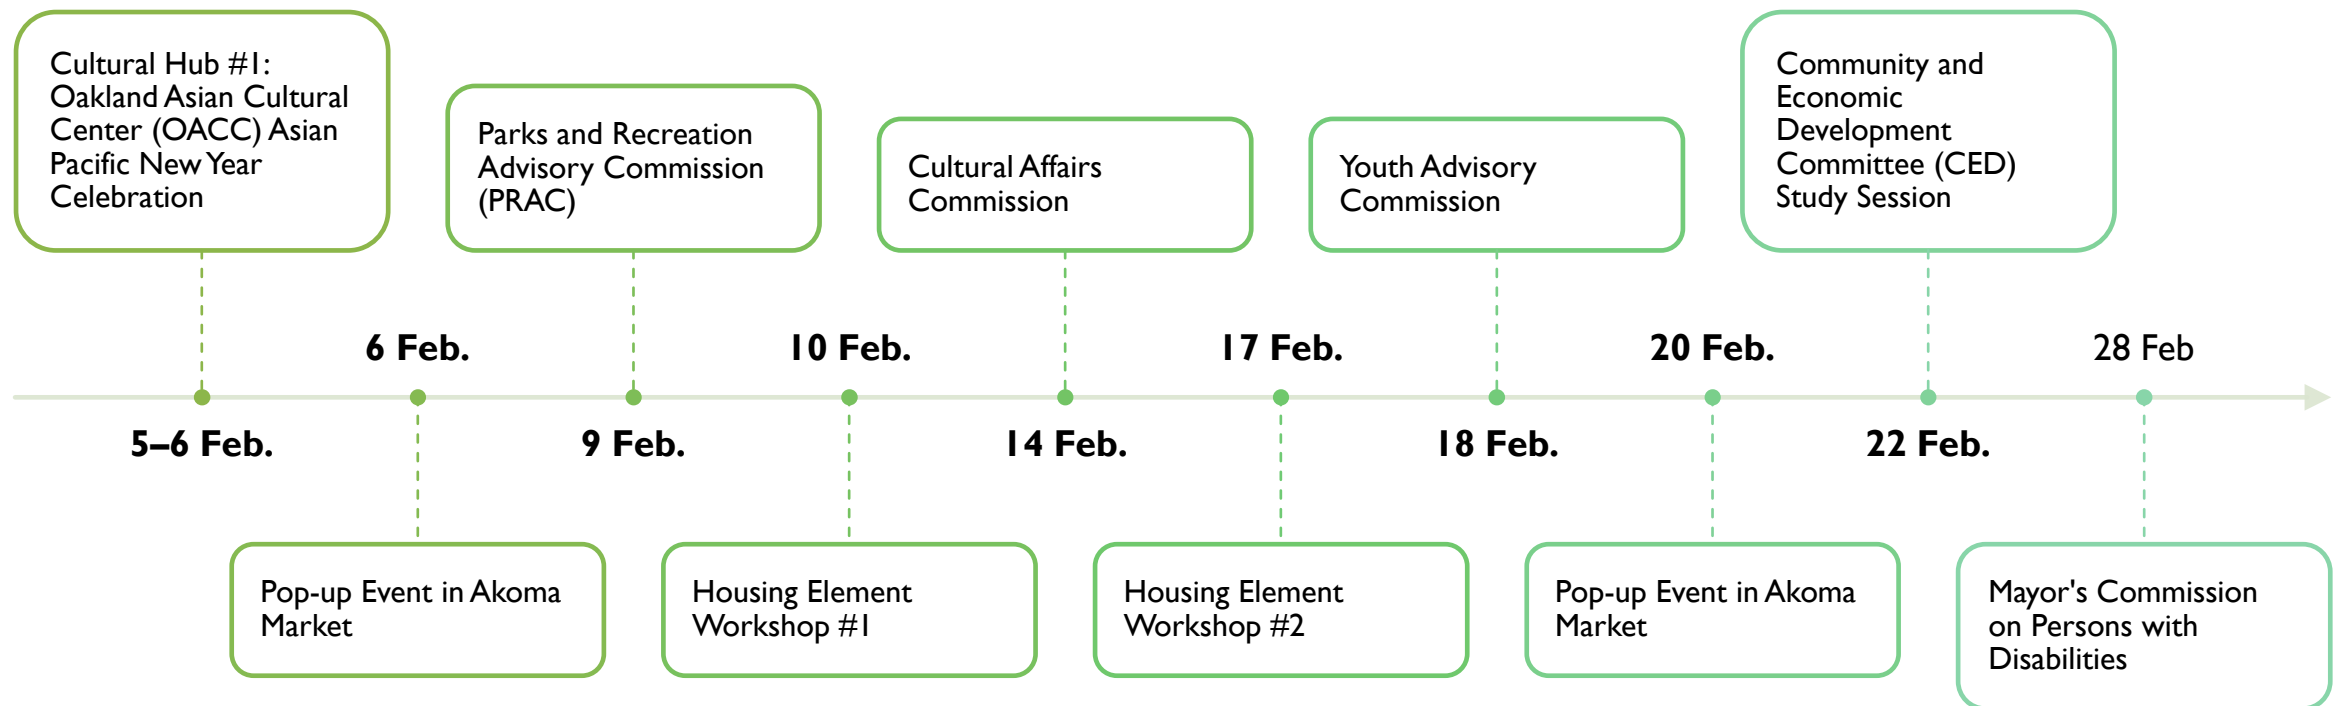 Cultural Hub #1:
Oakland Asian Cultural
Center (OACC) Asian
Pacific New Year
Celebration
5–6 Feb.
6 Feb.
Pop-up Event in Akoma
Market
Parks and Recreation
Advisory Commission
(PRAC)
9 Feb.
10 Feb.
Housing Element
Workshop #1
Cultural Affairs
Commission
14 Feb.
17 Feb.
Housing Element
Workshop #2
Youth Advisory
Commission
18 Feb.
20 Feb.
Pop-up Event in Akoma
Market
Community and
Economic
Development
Committee (CED)
Study Session
22 Feb.
28 Feb
Mayor's Commission
on Persons with
Disabilities